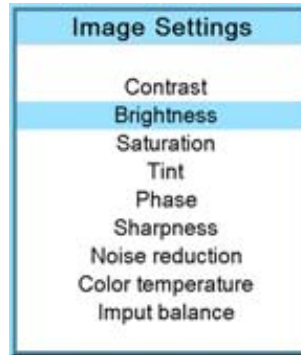 Image Settings
Contrast
Brightness
Saturation
Tint
Phase
Sharpness
Noise reduction
Color temperature
Imput balance